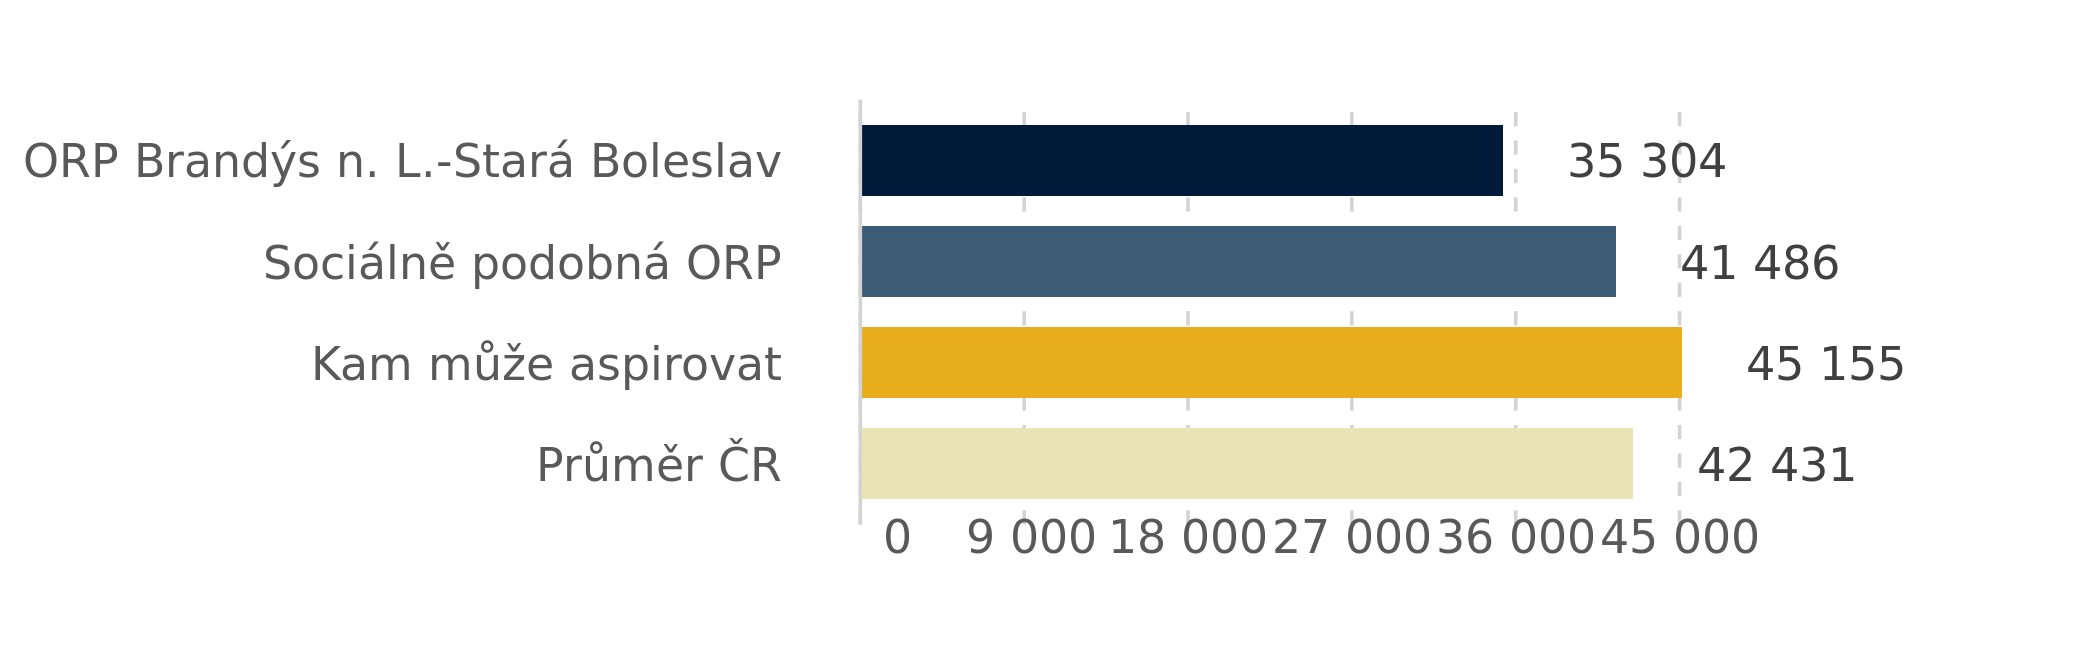 ORP Brandýs n. L.-Stará Boleslav 35 304
Sociálně podobná ORP 41 486
Kam může aspirovat 45 155
Průměr ČR 42 431
0 9 000 18 000 27 000 36 000 45 000